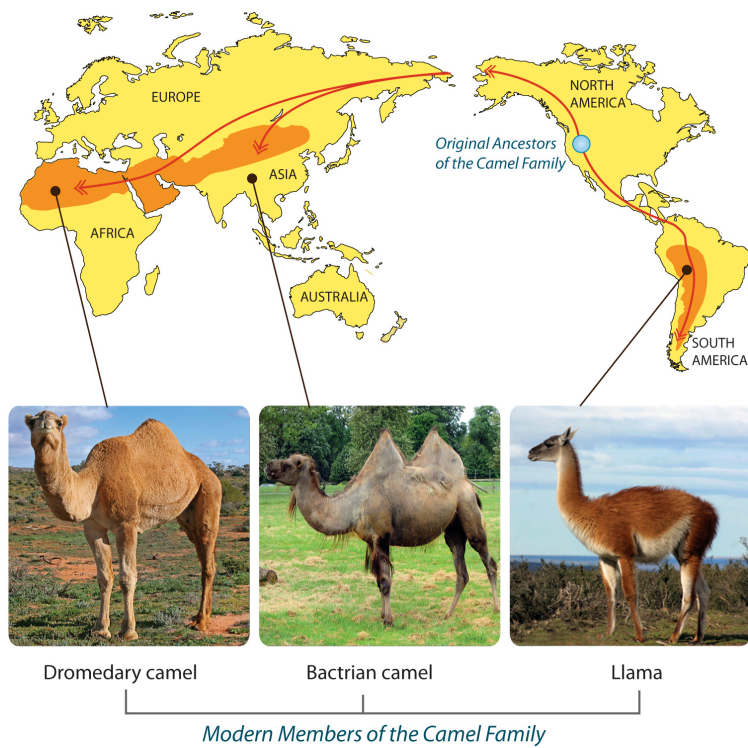 EUROPE
NORTH
AMERICA
Original Ancestors
of the Camel Family
ASIA
AFRICA
AUSTRALIA
SOUTH
AMERICA
Dromedary camel
Bactrian camel
Llama
Modern Members of the Camel Family